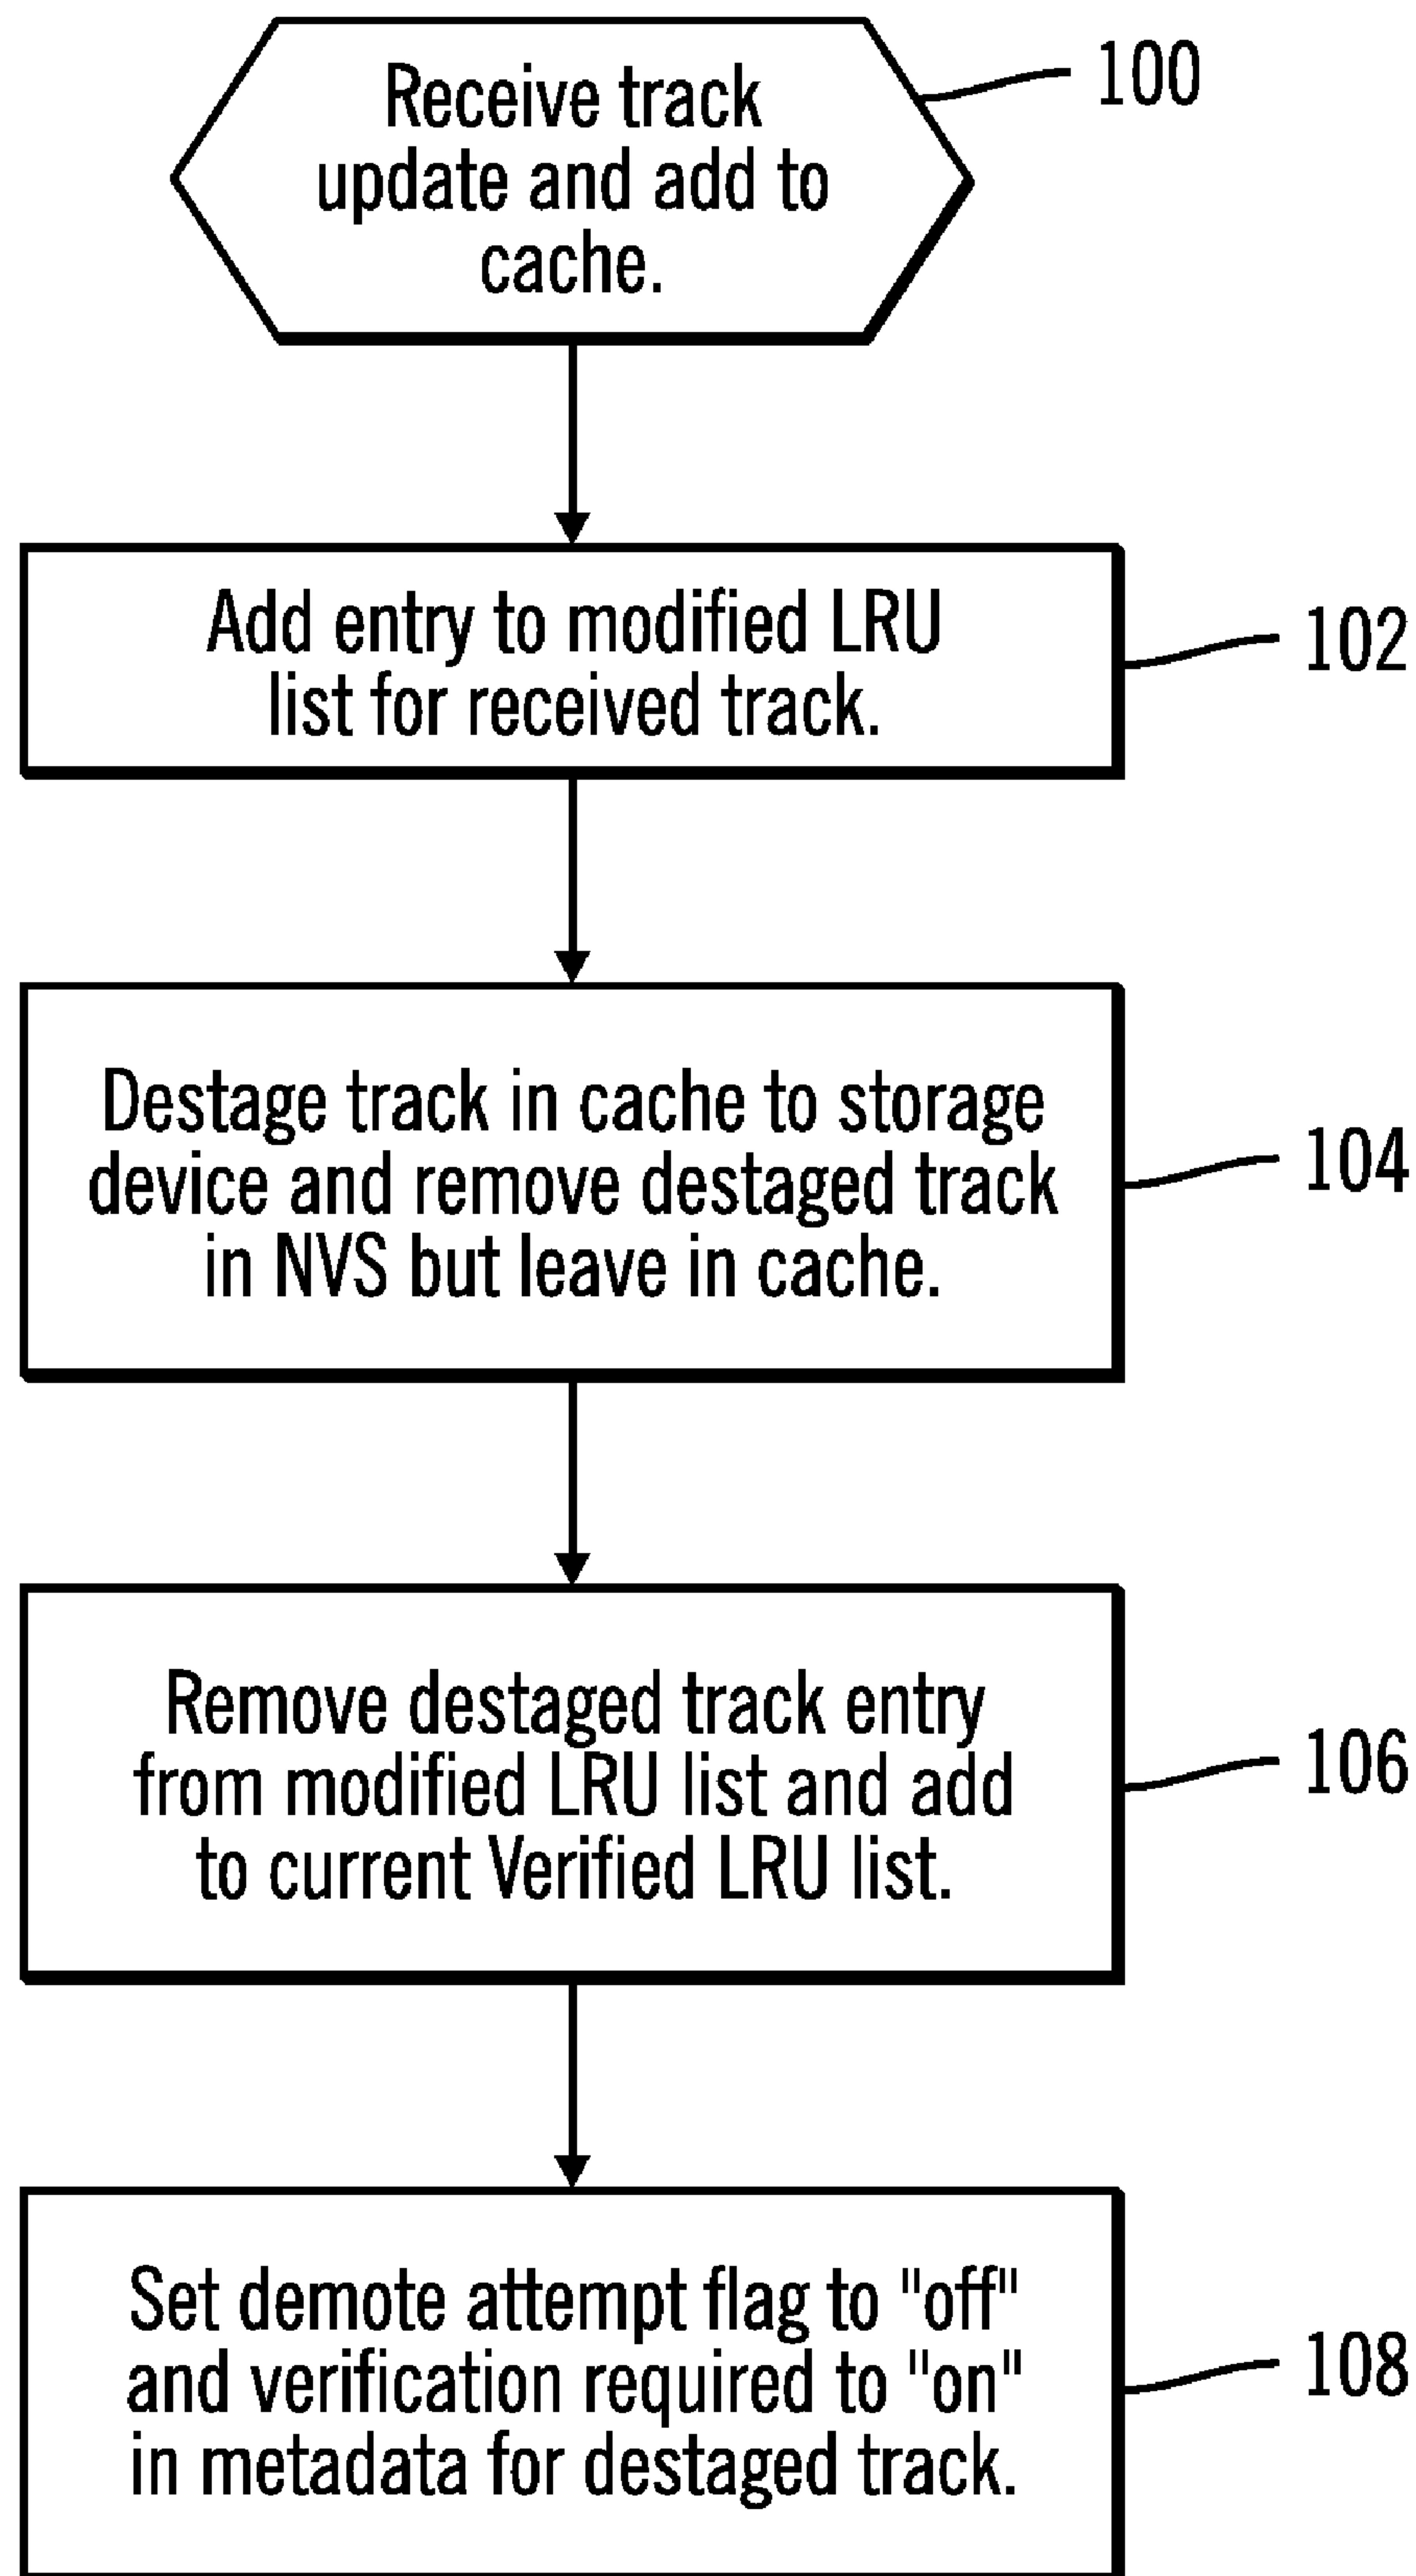 Receive track
update and add to
cache.
100
Add entry to modified LRU
list for received track.
102
Destage track in cache to storage
device and remove destaged track
in NVS but leave in cache.
104
Remove destaged track entry
from modified LRU list and add
to current Verified LRU list.
106
Set demote attempt flag to "off"
and verification required to "on"
in metadata for destaged track.
108